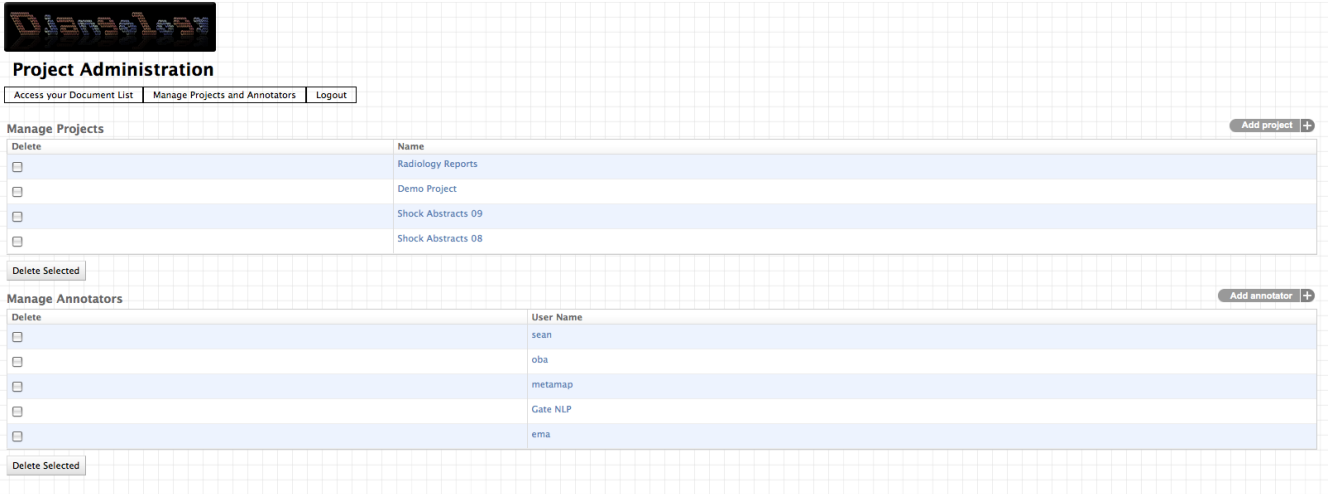 Project Administration
Access your Document List Manage Projects and Annotators Logout
Manage Projects Add project +
Delete Name
Radiology Reports
Demo Project
Shock Abstracts 09
Shock Abstracts 08
Delete Selected
Manage Annotators Add annotator +
Delete User Name
sean
oba
metamap
Gate NLP
ema
Delete Selected